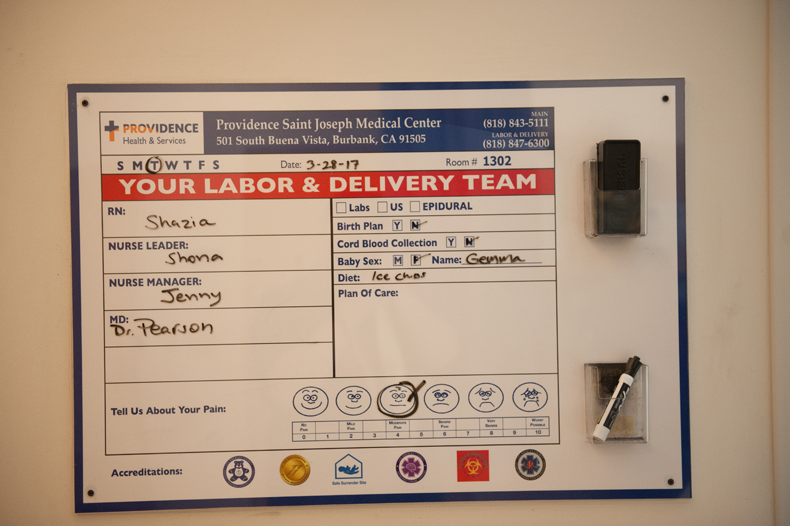 PROVIDENCE
Health & Services
Providence Saint Joseph Medical Center
501 South Buena Vista, Burbank, CA 91505
MAIN
(818) 843-5111
LABOR & DELIVERY
(818) 847-6300
S M T W T F S Date: 3-28-17 Room # 1302
YOUR LABOR & DELIVERY TEAM
RN: Shazia
NURSE LEADER: Shona
NURSE MANAGER: Jenny
MD: Dr. Pearson
Labs US EPIDURAL
Birth Plan Y N
Cord Blood Collection Y N
Baby Sex: M F Name: Gemma
Diet: Ice chips
Plan Of Care:
Tell Us About Your Pain:
No Pain Mild Pain Moderate Pain Severe Pain Very Severe Worst Possible
0 1 2 3 4 5 6 7 8 9 10
Accreditations:
Safe Surrender Site
EXPO